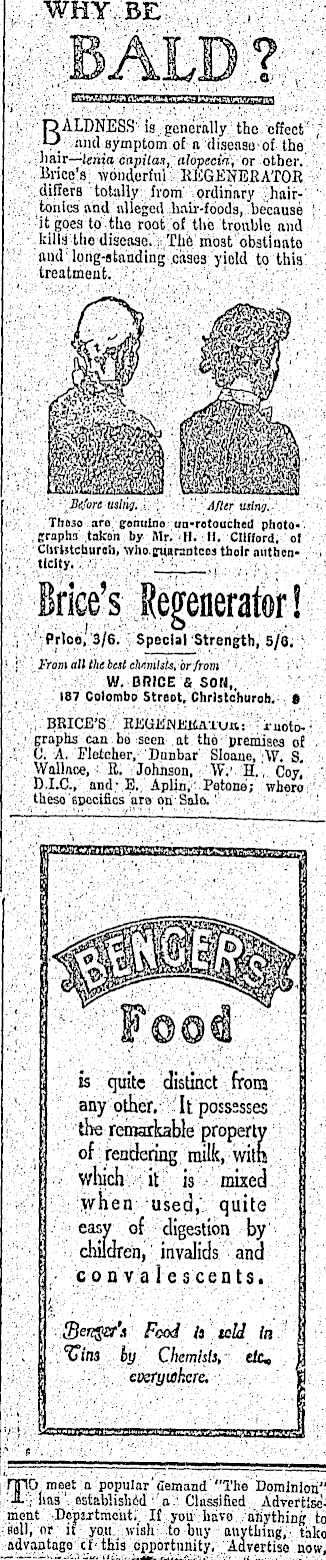 WHY BE
BALD?
BALDNESS is generally the effect
and symptom of a disease of the
hair—tenia capitas, alopecia, or other.
Brice's wonderful REGENERATOR
differs totally from ordinary hair-
tonics and alleged hair-foods, because
it goes to the root of the trouble and
kills the disease. The most obstinate
and long-standing cases yield to this
treatment.
Before using.
After using.
These are genuine un-retouched photo-
graphs taken by Mr. H. H. Clifford, of
Christchurch, who guarantees their authen-
ticity.
Brice's Regenerator!
Price, 3/6. Special Strength, 5/6.
From all the best chemists, or from
W. BRICE & SON,
187 Colombo Street, Christchurch. 8
BRICE'S REGENERATOR: Photo-
graphs can be seen at the premises of
C. A. Fletcher, Dunbar Sloane, W. S.
Wallace, R. Johnson, W. H. Coy,
D.I.C., and E. Aplin, Petone; where
these specifics are on Sale.
BENGER'S
Food
is quite distinct from
any other. It possesses
the remarkable property
of rendering milk, with
which it is mixed
when used, quite
easy of digestion by
children, invalids and
convalescents.
Benger's Food is sold in
Tins by Chemists, etc.,
everywhere.
6
TO meet a popular demand "The Dominion"
has established a Classified Advertise-
ment Department. If you have anything to
sell, or if you wish to buy anything, take
advantage of this opportunity. Advertise now,